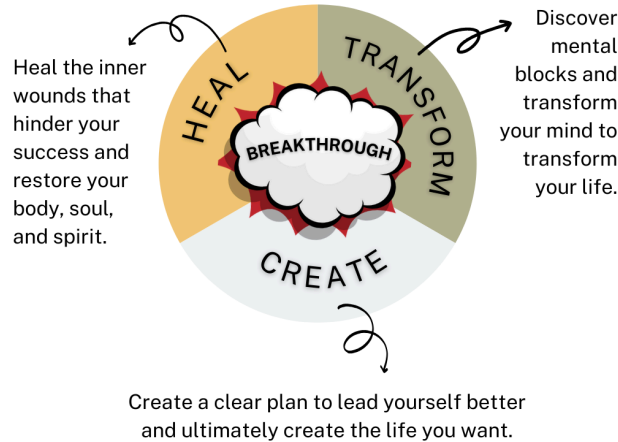 HEAL
TRANSFORM
BREAKTHROUGH
CREATE
Heal the inner
wounds that
hinder your
success and
restore your
body, soul,
and spirit.
Discover
mental
blocks and
transform
your mind to
transform
your life.
Create a clear plan to lead yourself better
and ultimately create the life you want.